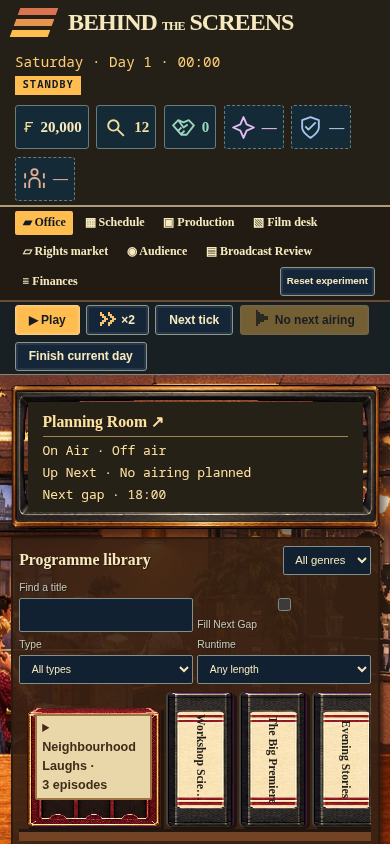 BEHIND THE SCREENS
Saturday · Day 1 · 00:00
STANDBY
₣ 20,000 12 0 — —
—
Office Schedule Production Film desk
Rights market Audience Broadcast Review
Finances Reset experiment
Play ×2 Next tick No next airing
Finish current day
Planning Room ↗
On Air · Off air
Up Next · No airing planned
Next gap · 18:00
Programme library All genres
Find a title
Fill Next Gap
Type Runtime
All types Any length
Neighbourhood
Laughs ·
3 episodes
Workshop Scie…
The Big Premiere
Evening Stories